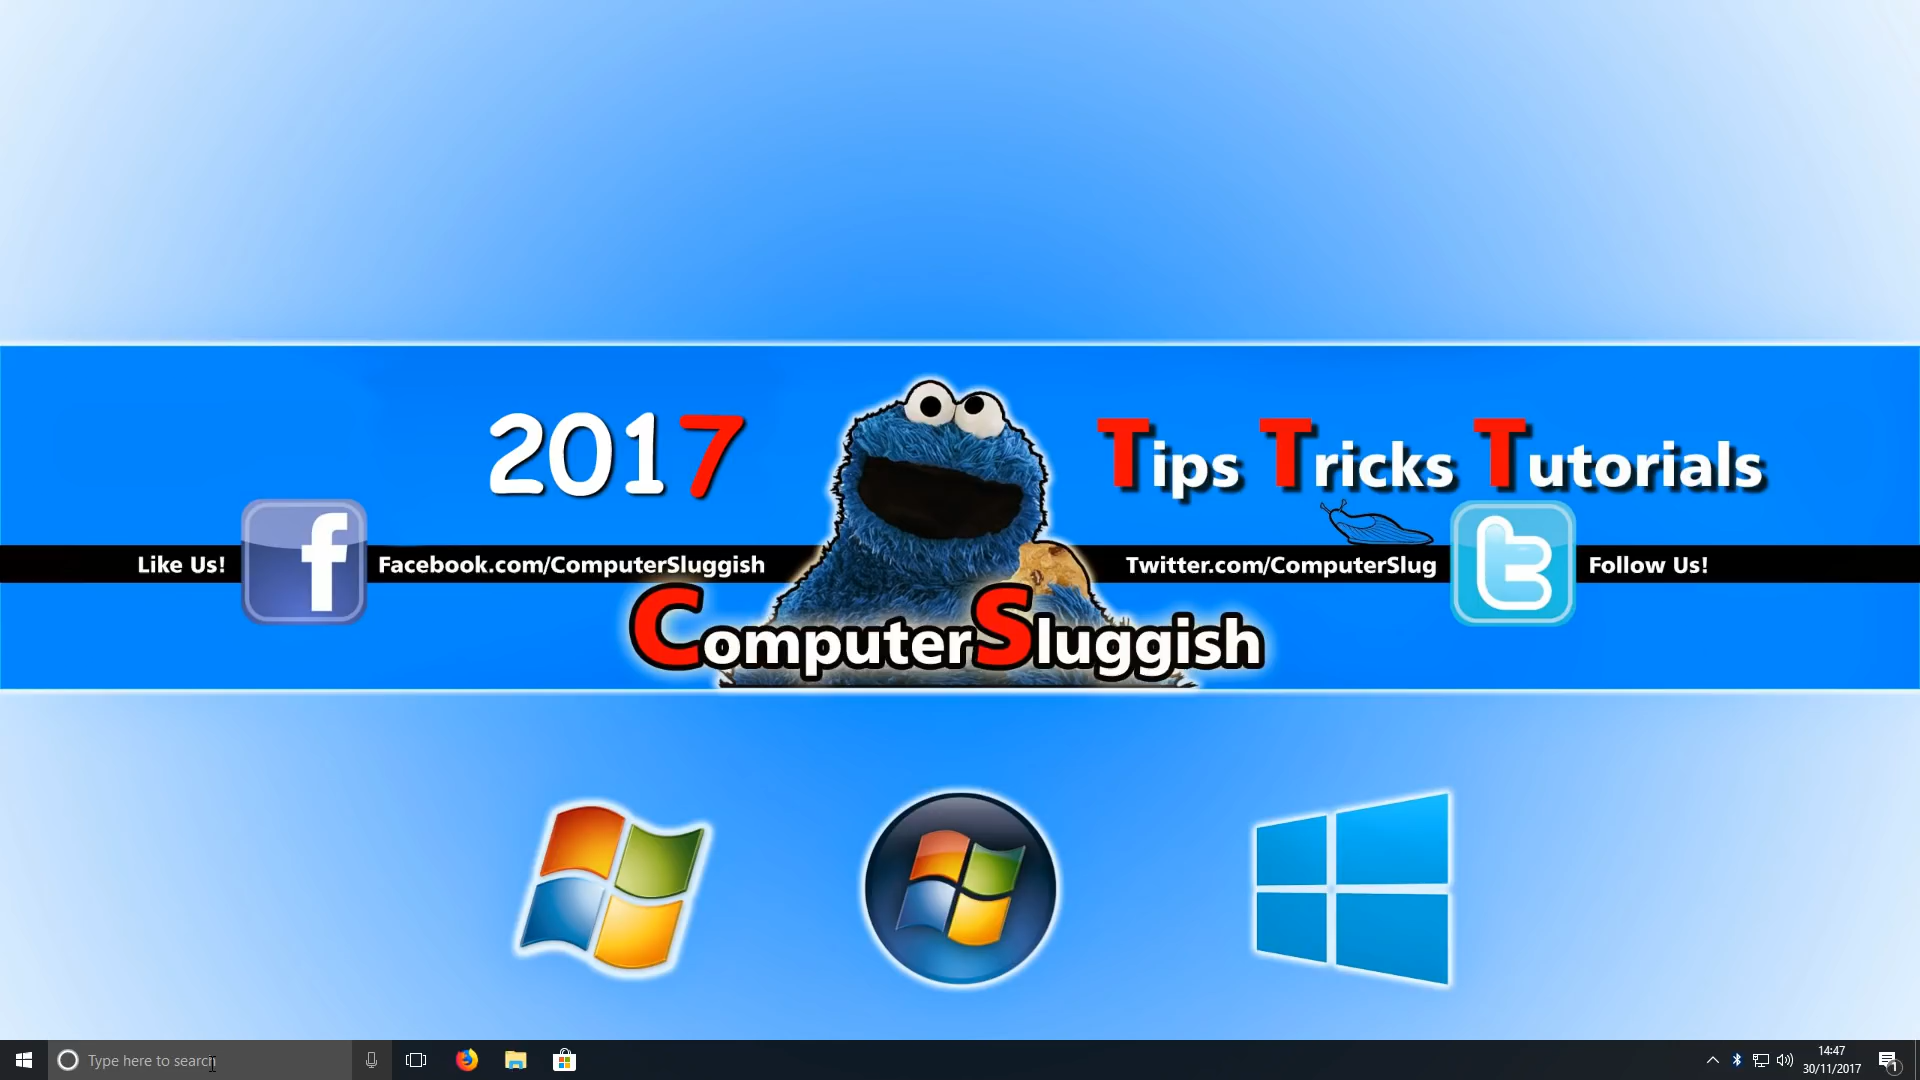 2017
Tips Tricks Tutorials
Like Us!
Facebook.com/ComputerSluggish
Twitter.com/ComputerSlug
Follow Us!
ComputerSluggish
Type here to search
14:47
30/11/2017
1